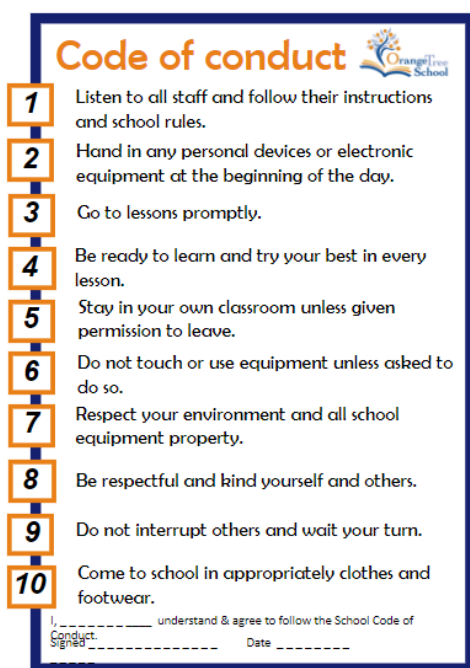 Code of conduct
OrangeTree
School
1
Listen to all staff and follow their instructions
and school rules.
2
Hand in any personal devices or electronic
equipment at the beginning of the day.
3
Go to lessons promptly.
4
Be ready to learn and try your best in every
lesson.
5
Stay in your own classroom unless given
permission to leave.
6
Do not touch or use equipment unless asked to
do so.
7
Respect your environment and all school
equipment property.
8
Be respectful and kind yourself and others.
9
Do not interrupt others and wait your turn.
10
Come to school in appropriately clothes and
footwear.
I, _ _ _ _ _ _ _ _ _ _ _ understand & agree to follow the School Code of
Conduct.
Signed _ _ _ _ _ _ _ _ _ _ _ _ _ _ Date _ _ _ _ _ _ _ _
_ _ _ _ _